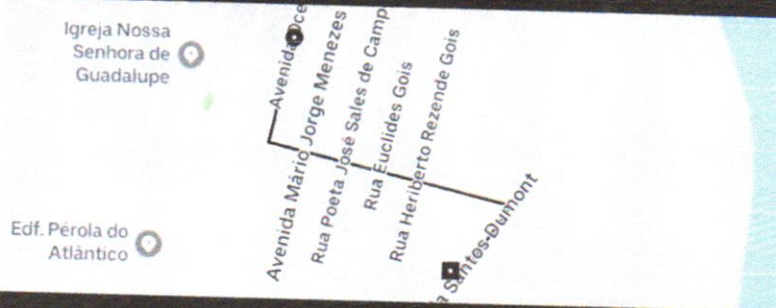 Igreja Nossa
Senhora de
Guadalupe
Avenida Oce
Avenida Mário Jorge Menezes
Rua Poeta José Sales de Camp
Rua Euclides Gois
Rua Heriberto Rezende Gois
a Santos Dumont
Edf. Pérola do
Atlântico